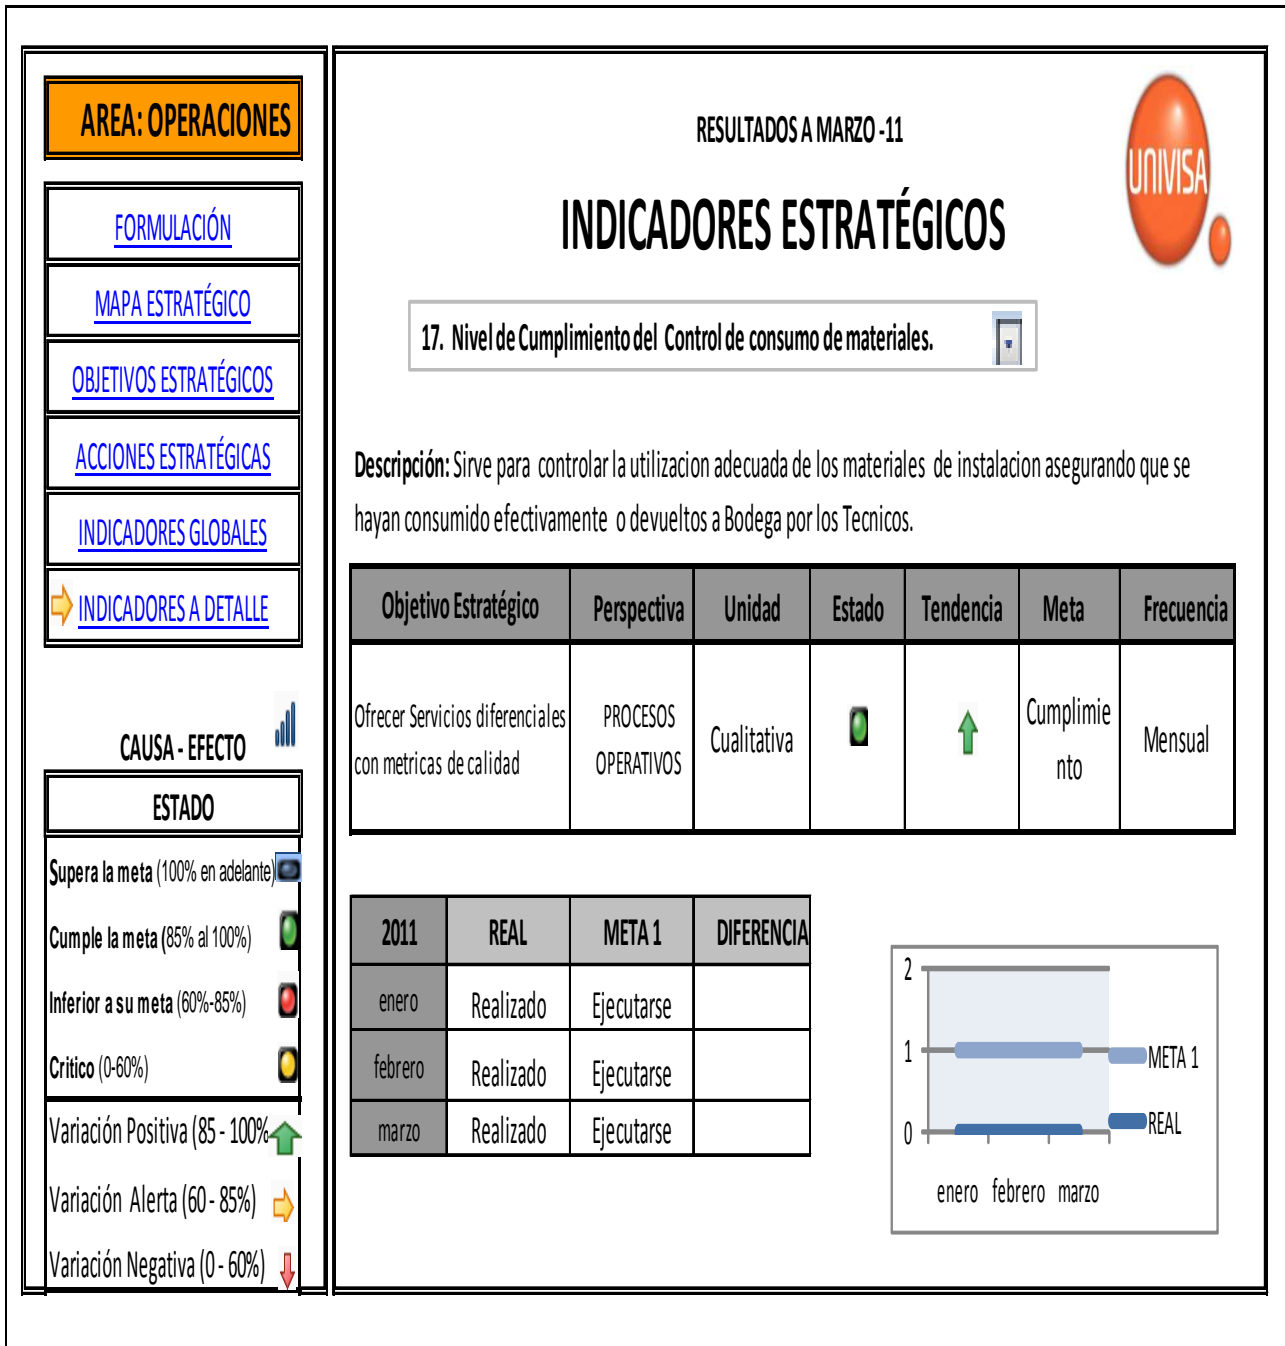 AREA: OPERACIONES
FORMULACIÓN
MAPA ESTRATÉGICO
OBJETIVOS ESTRATÉGICOS
ACCIONES ESTRATÉGICAS
INDICADORES GLOBALES
INDICADORES A DETALLE
CAUSA - EFECTO
ESTADO
Supera la meta (100% en adelante)
Cumple la meta (85% al 100%)
Inferior a su meta (60%-85%)
Critico (0-60%)
Variación Positiva (85 - 100%
Variación Alerta (60 - 85%)
Variación Negativa (0 - 60%)
RESULTADOS A MARZO -11
INDICADORES ESTRATÉGICOS
UNIVISA
17. Nivel de Cumplimiento del Control de consumo de materiales.
Descripción: Sirve para controlar la utilizacion adecuada de los materiales de instalacion asegurando que se
hayan consumido efectivamente o devueltos a Bodega por los Tecnicos.
Objetivo Estratégico Perspectiva Unidad Estado Tendencia Meta Frecuencia
Ofrecer Servicios diferenciales
con metricas de calidad
PROCESOS
OPERATIVOS
Cualitativa
Cumplimie
nto
Mensual
2011 REAL META 1 DIFERENCIA
enero Realizado Ejecutarse
febrero Realizado Ejecutarse
marzo Realizado Ejecutarse
2
1
0
enero febrero marzo
META 1
REAL